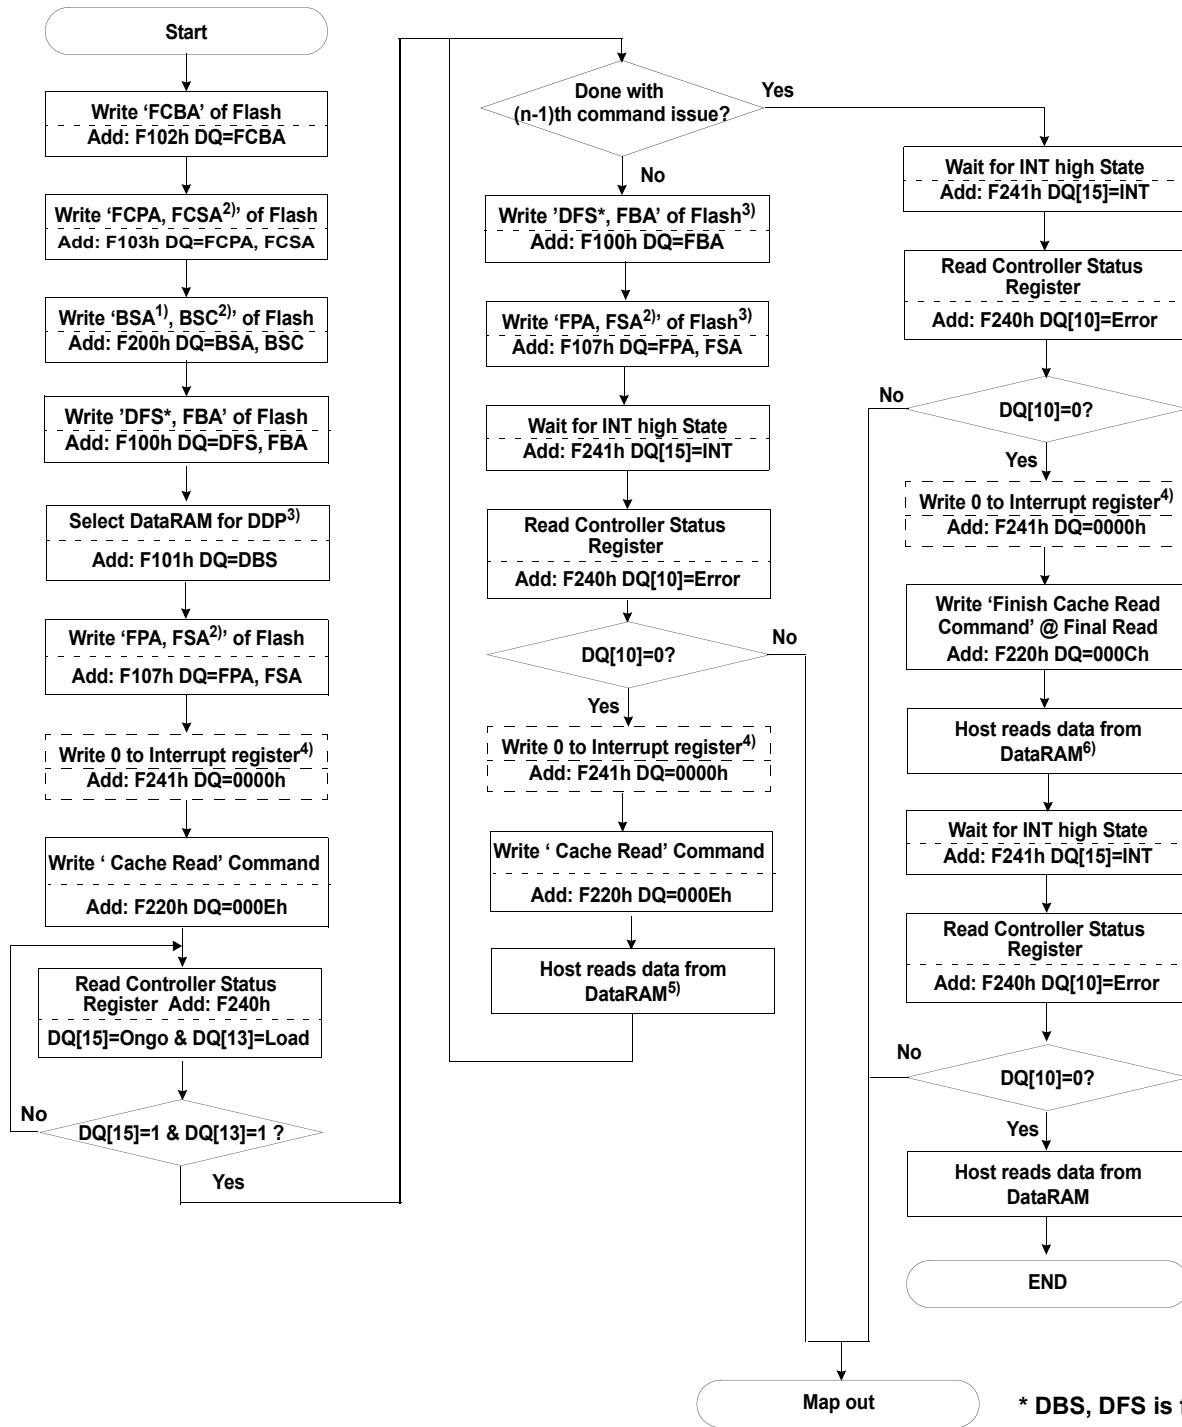 Start
Write ‘FCBA’ of Flash
Add: F102h DQ=FCBA
Write ‘FCPA, FCSA2)’ of Flash
Add: F103h DQ=FCPA, FCSA
Write ‘BSA1), BSC2)’ of Flash
Add: F200h DQ=BSA, BSC
Write ’DFS*, FBA’ of Flash
Add: F100h DQ=DFS, FBA
Select DataRAM for DDP3)
Add: F101h DQ=DBS
Write ‘FPA, FSA2)’ of Flash
Add: F107h DQ=FPA, FSA
Write 0 to Interrupt register4)
Add: F241h DQ=0000h
Write ‘ Cache Read’ Command
Add: F220h DQ=000Eh
Read Controller Status
Register Add: F240h
DQ[15]=Ongo & DQ[13]=Load
No
DQ[15]=1 & DQ[13]=1 ?
Yes
Done with
(n-1)th command issue?
Yes
No
Write ’DFS*, FBA’ of Flash3)
Add: F100h DQ=FBA
Write ‘FPA, FSA2)’ of Flash3)
Add: F107h DQ=FPA, FSA
Wait for INT high State
Add: F241h DQ[15]=INT
Read Controller Status
Register
Add: F240h DQ[10]=Error
No
DQ[10]=0?
Yes
Write 0 to Interrupt register4)
Add: F241h DQ=0000h
Write ‘ Cache Read’ Command
Add: F220h DQ=000Eh
Host reads data from
DataRAM5)
Wait for INT high State
Add: F241h DQ[15]=INT
Read Controller Status
Register
Add: F240h DQ[10]=Error
No
DQ[10]=0?
Yes
Write 0 to Interrupt register4)
Add: F241h DQ=0000h
Write ‘Finish Cache Read
Command’ @ Final Read
Add: F220h DQ=000Ch
Host reads data from
DataRAM6)
Wait for INT high State
Add: F241h DQ[15]=INT
Read Controller Status
Register
Add: F240h DQ[10]=Error
No
DQ[10]=0?
Yes
Host reads data from
DataRAM
END
Map out
* DBS, DFS is